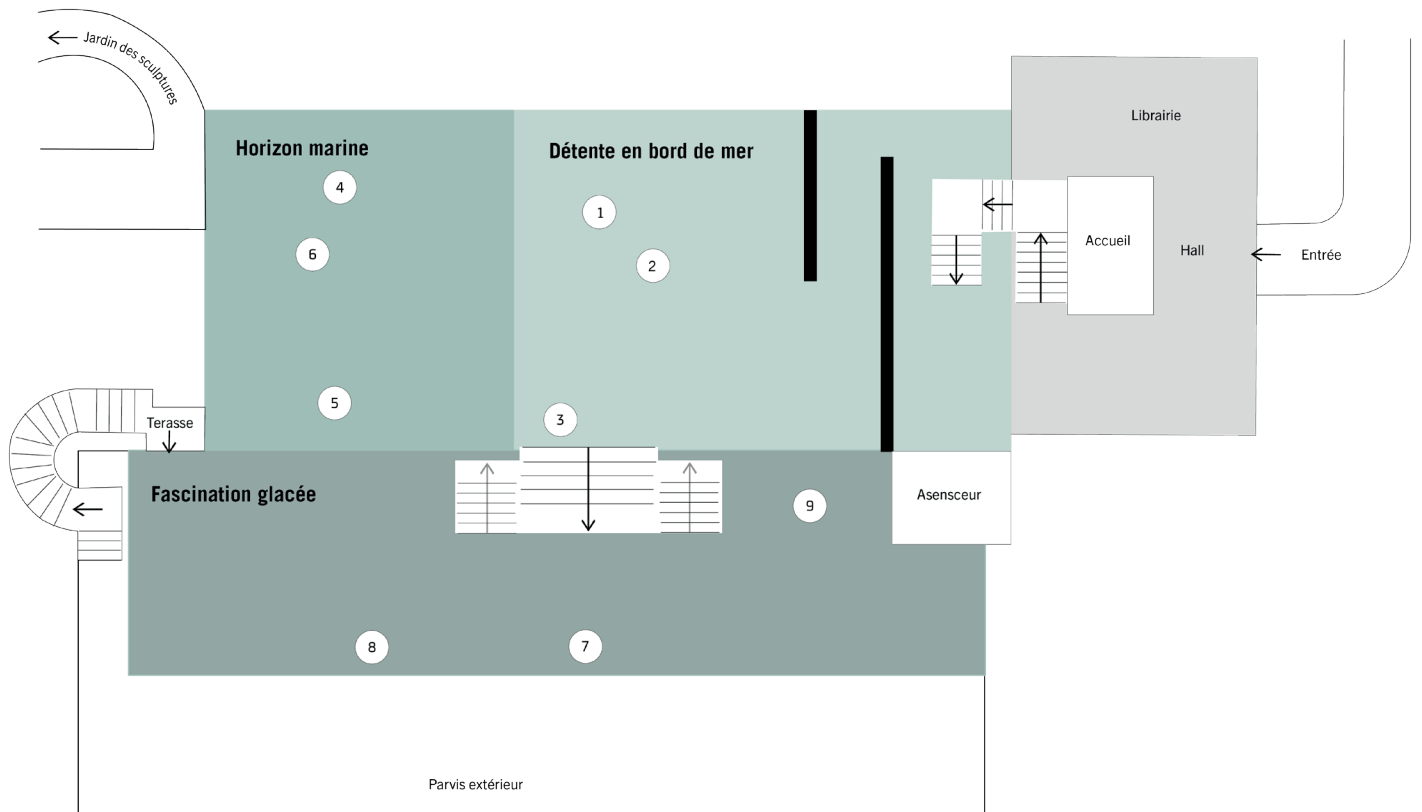 Jardin des sculptures
Librairie
Horizon marine
Détente en bord de mer
4
1
6
2
Accueil
Hall
Entrée
5
3
Terasse
Fascination glacée
9
Asensceur
8
7
Parvis extérieur